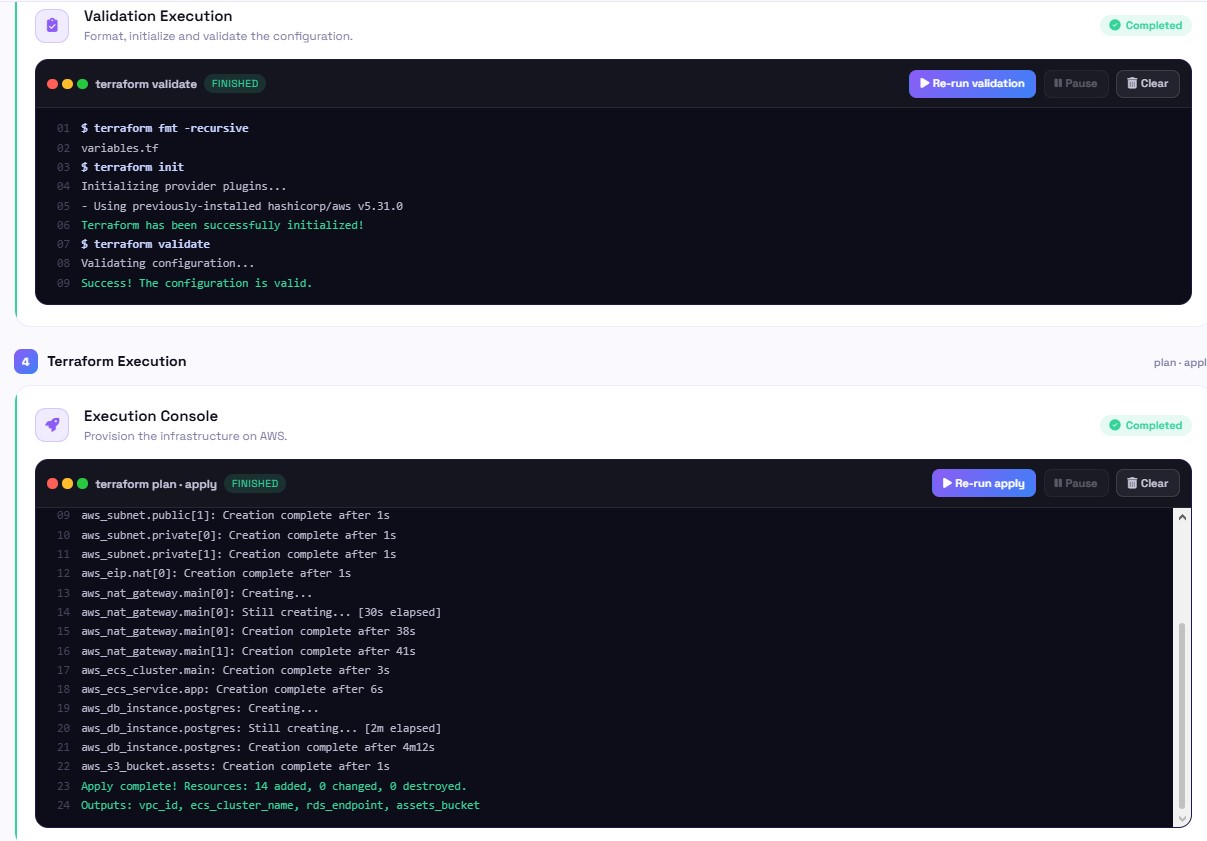 Validation Execution
Format, initialize and validate the configuration.
Completed
terraform validate FINISHED
Re-run validation Pause Clear
01 $ terraform fmt -recursive
02 variables.tf
03 $ terraform init
04 Initializing provider plugins...
05 - Using previously-installed hashicorp/aws v5.31.0
06 Terraform has been successfully initialized!
07 $ terraform validate
08 Validating configuration...
09 Success! The configuration is valid.
4 Terraform Execution
plan · appl
Execution Console
Provision the infrastructure on AWS.
Completed
terraform plan · apply FINISHED
Re-run apply Pause Clear
09 aws_subnet.public[1]: Creation complete after 1s
10 aws_subnet.private[0]: Creation complete after 1s
11 aws_subnet.private[1]: Creation complete after 1s
12 aws_eip.nat[0]: Creation complete after 1s
13 aws_nat_gateway.main[0]: Creating...
14 aws_nat_gateway.main[0]: Still creating... [30s elapsed]
15 aws_nat_gateway.main[0]: Creation complete after 38s
16 aws_nat_gateway.main[1]: Creation complete after 41s
17 aws_ecs_cluster.main: Creation complete after 3s
18 aws_ecs_service.app: Creation complete after 6s
19 aws_db_instance.postgres: Creating...
20 aws_db_instance.postgres: Still creating... [2m elapsed]
21 aws_db_instance.postgres: Creation complete after 4m12s
22 aws_s3_bucket.assets: Creation complete after 1s
23 Apply complete! Resources: 14 added, 0 changed, 0 destroyed.
24 Outputs: vpc_id, ecs_cluster_name, rds_endpoint, assets_bucket